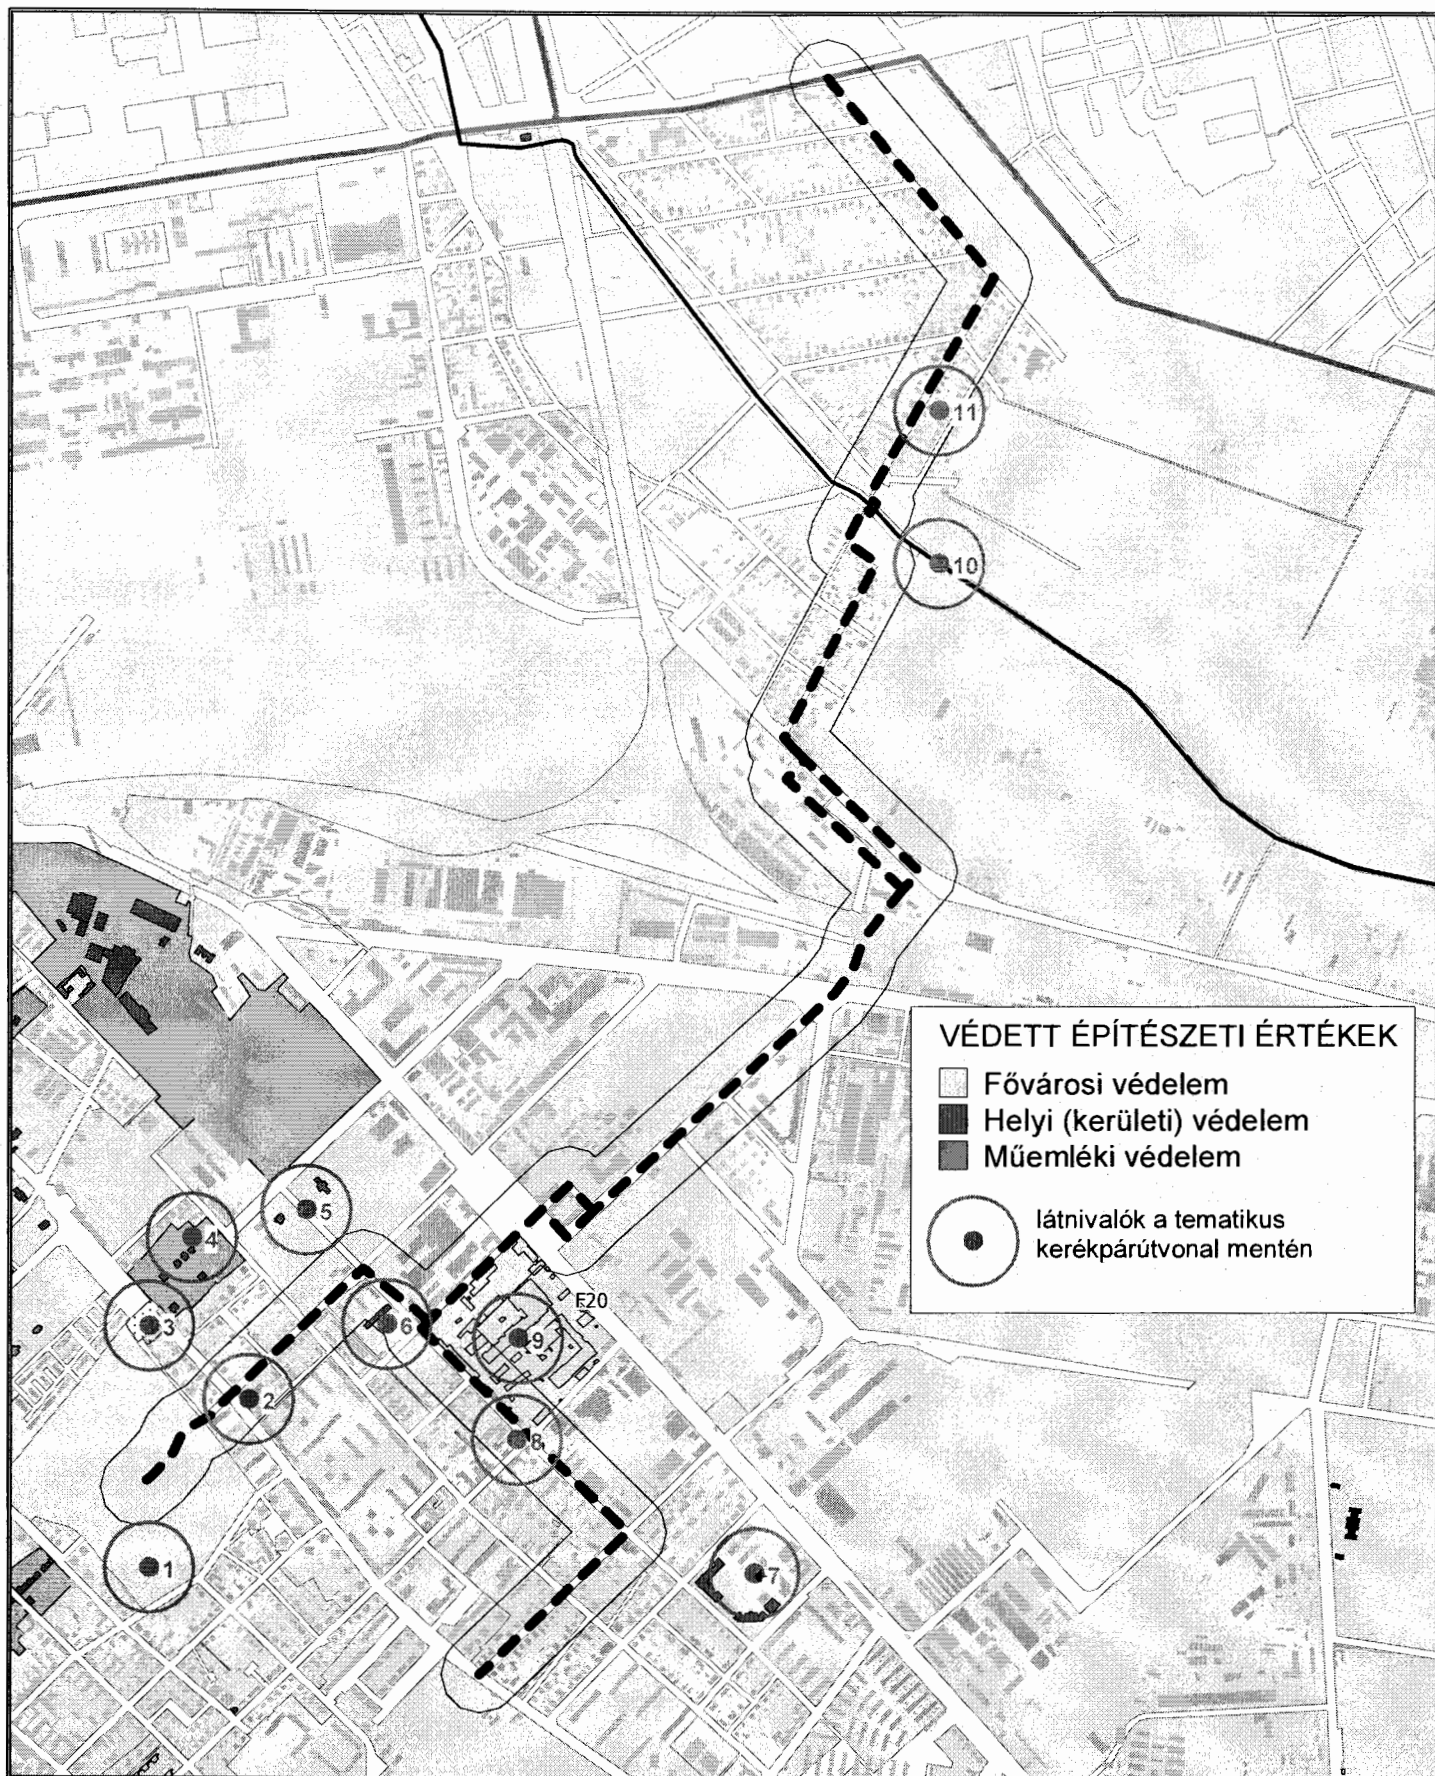 11
10
VÉDETT ÉPÍTÉSZETI ÉRTÉKEK
Fővárosi védelem
Helyi (kerületi) védelem
Műemléki védelem
látnivalók a tematikus
kerékpárútvonal mentén
5
4
3
6
E20
9
2
8
1
7